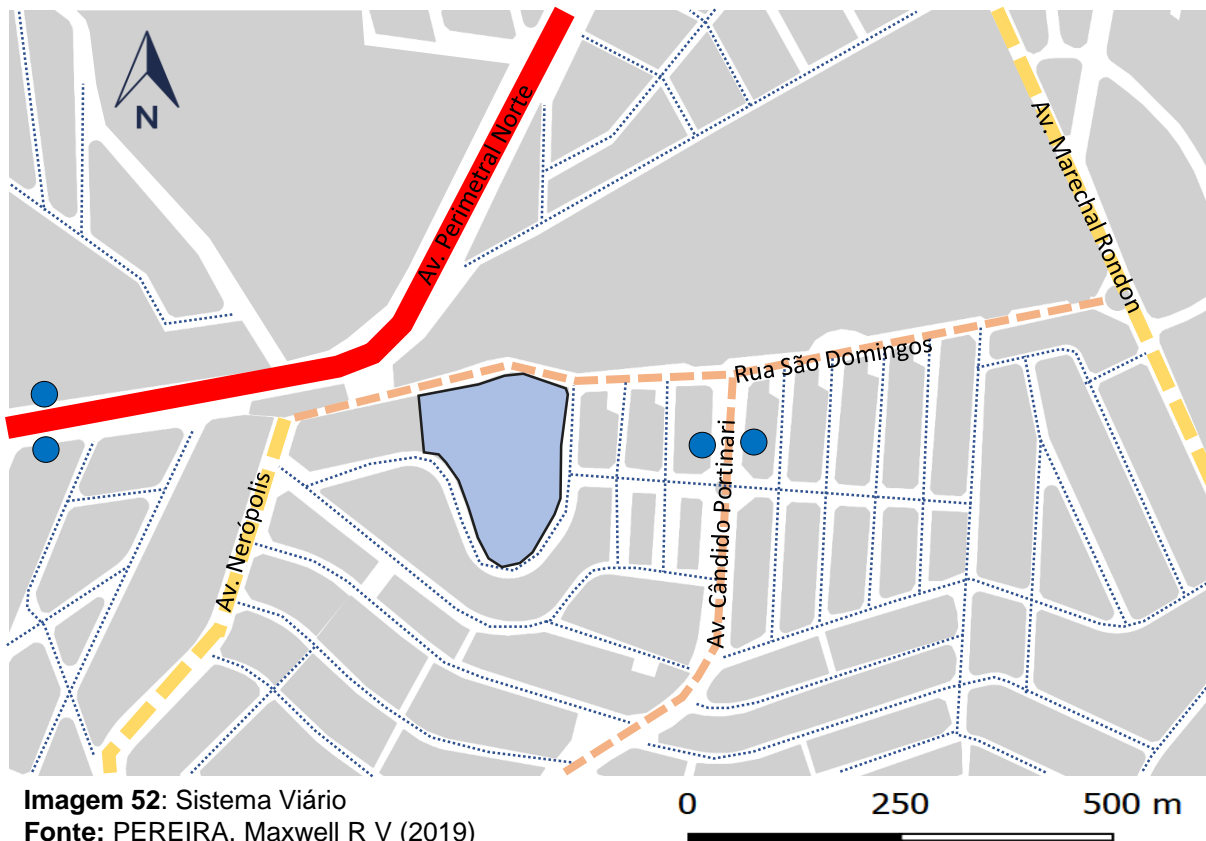 N
Av. Perimetral Norte
Av. Marechal Rondon
Rua São Domingos
Av. Cândido Portinari
Av. Nerópolis
Imagem 52: Sistema Viário
Fonte: PEREIRA, Maxwell R V (2019)
0 250 500 m